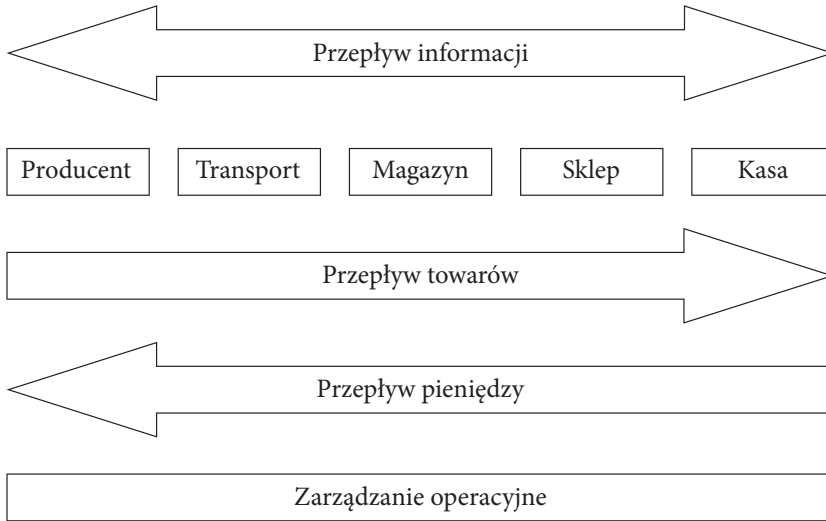 Przepływ informacji
Producent Transport Magazyn Sklep Kasa
Przepływ towarów
Przepływ pieniędzy
Zarządzanie operacyjne